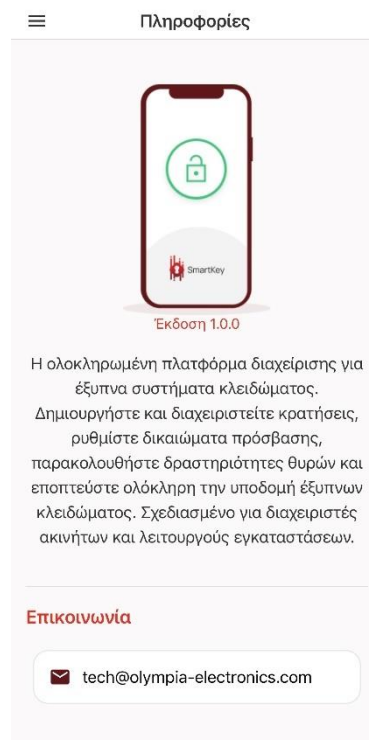 Πληροφορίες
SmartKey
Έκδοση 1.0.0
Η ολοκληρωμένη πλατφόρμα διαχείρισης για
έξυπνα συστήματα κλειδώματος.
Δημιουργήστε και διαχειριστείτε κρατήσεις,
ρυθμίστε δικαιώματα πρόσβασης,
παρακολουθήστε δραστηριότητες θυρών και
εποπτεύστε ολόκληρη την υποδομή έξυπνων
κλειδώματος. Σχεδιασμένο για διαχειριστές
ακινήτων και λειτουργούς εγκαταστάσεων.
Επικοινωνία
tech@olympia-electronics.com